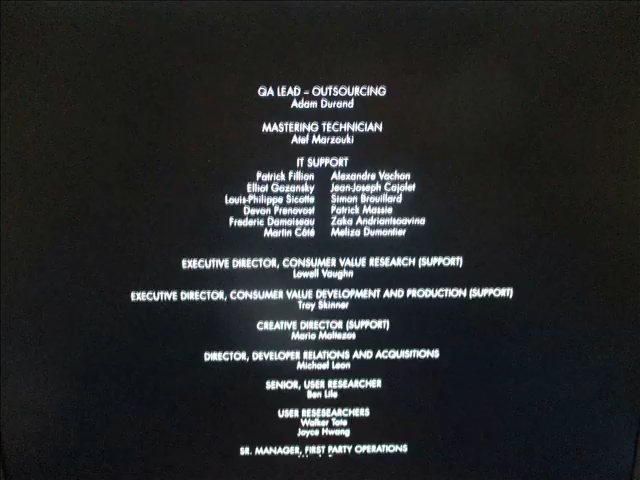 QA LEAD – OUTSOURCING
Adam Durand
MASTERING TECHNICIAN
Atef Marzouki
IT SUPPORT
Patrick Fillion Alexandre Vachon
Elliot Gozansky Jean-Joseph Cajolet
Louis-Philippe Sicotte Simon Brouillard
Devon Prenovost Patrick Massie
Frederic Damoiseau Zaka Andriantsoavina
Martin Côté Meliza Dumontier
EXECUTIVE DIRECTOR, CONSUMER VALUE RESEARCH (SUPPORT)
Lowell Vaughn
EXECUTIVE DIRECTOR, CONSUMER VALUE DEVELOPMENT AND PRODUCTION (SUPPORT)
Troy Skinner
CREATIVE DIRECTOR (SUPPORT)
Mario Maltezos
DIRECTOR, DEVELOPER RELATIONS AND ACQUISITIONS
Michael Leon
SENIOR, USER RESEARCHER
Ben Lile
USER RESESEARCHERS
Walker Tate
Joyce Hwang
SR. MANAGER, FIRST PARTY OPERATIONS